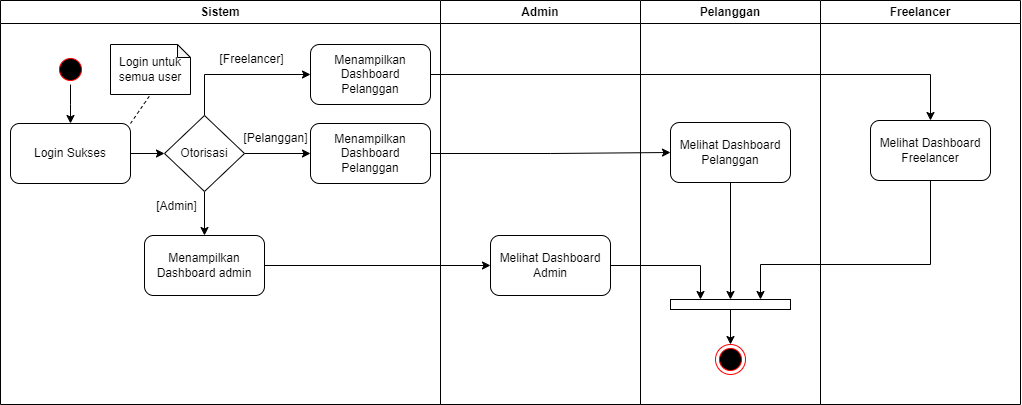 Sistem
Admin
Pelanggan
Freelancer
Login untuk
semua user
[Freelancer]
Menampilkan
Dashboard
Pelanggan
Login Sukses
Otorisasi
[Pelanggan]
Menampilkan
Dashboard
Pelanggan
Melihat Dashboard
Pelanggan
Melihat Dashboard
Freelancer
[Admin]
Menampilkan
Dashboard admin
Melihat Dashboard
Admin